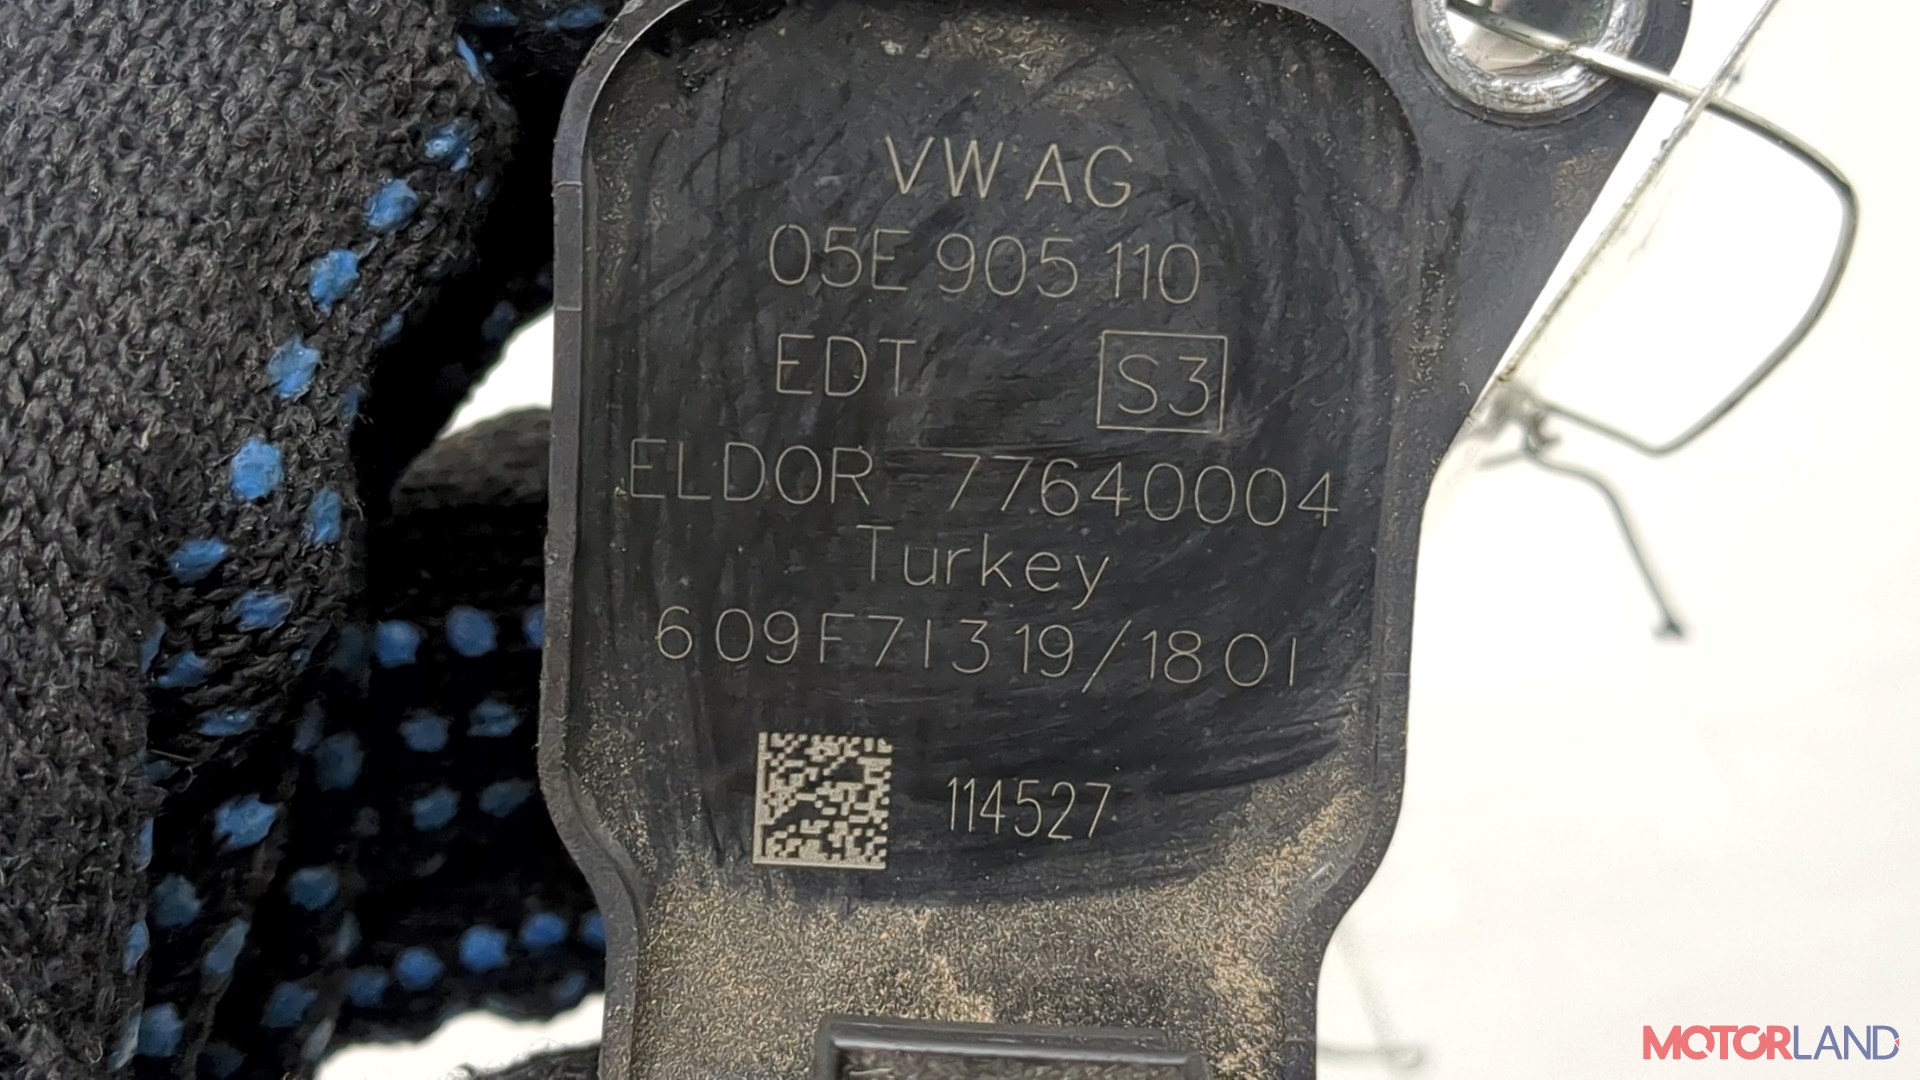 VW AG
05E 905 110
EDT S3
ELDOR 77640004
Turkey
609F71319/1801
114527
MOTORLAND